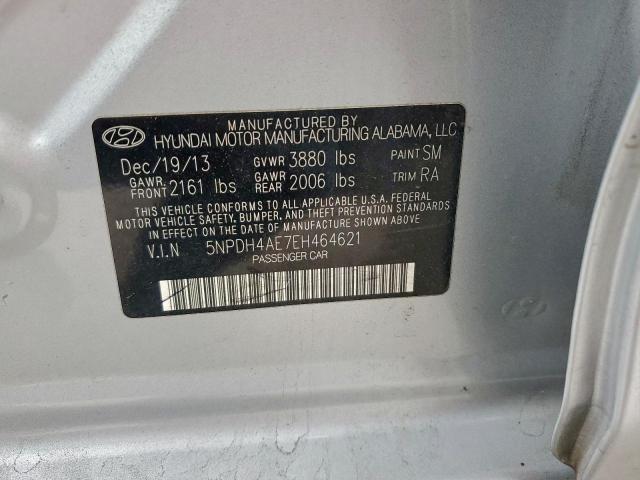 MANUFACTURED BY
HYUNDAI MOTOR MANUFACTURING ALABAMA, LLC
Dec/19/13 GVWR 3880 lbs PAINT SM
GAWR FRONT 2161 lbs GAWR REAR 2006 lbs TRIM RA
THIS VEHICLE CONFORMS TO ALL APPLICABLE U.S.A. FEDERAL
MOTOR VEHICLE SAFETY, BUMPER, AND THEFT PREVENTION STANDARDS
IN EFFECT ON THE DATE OF MANUFACTURE SHOWN ABOVE
V.I.N 5NPDH4AE7EH464621
PASSENGER CAR